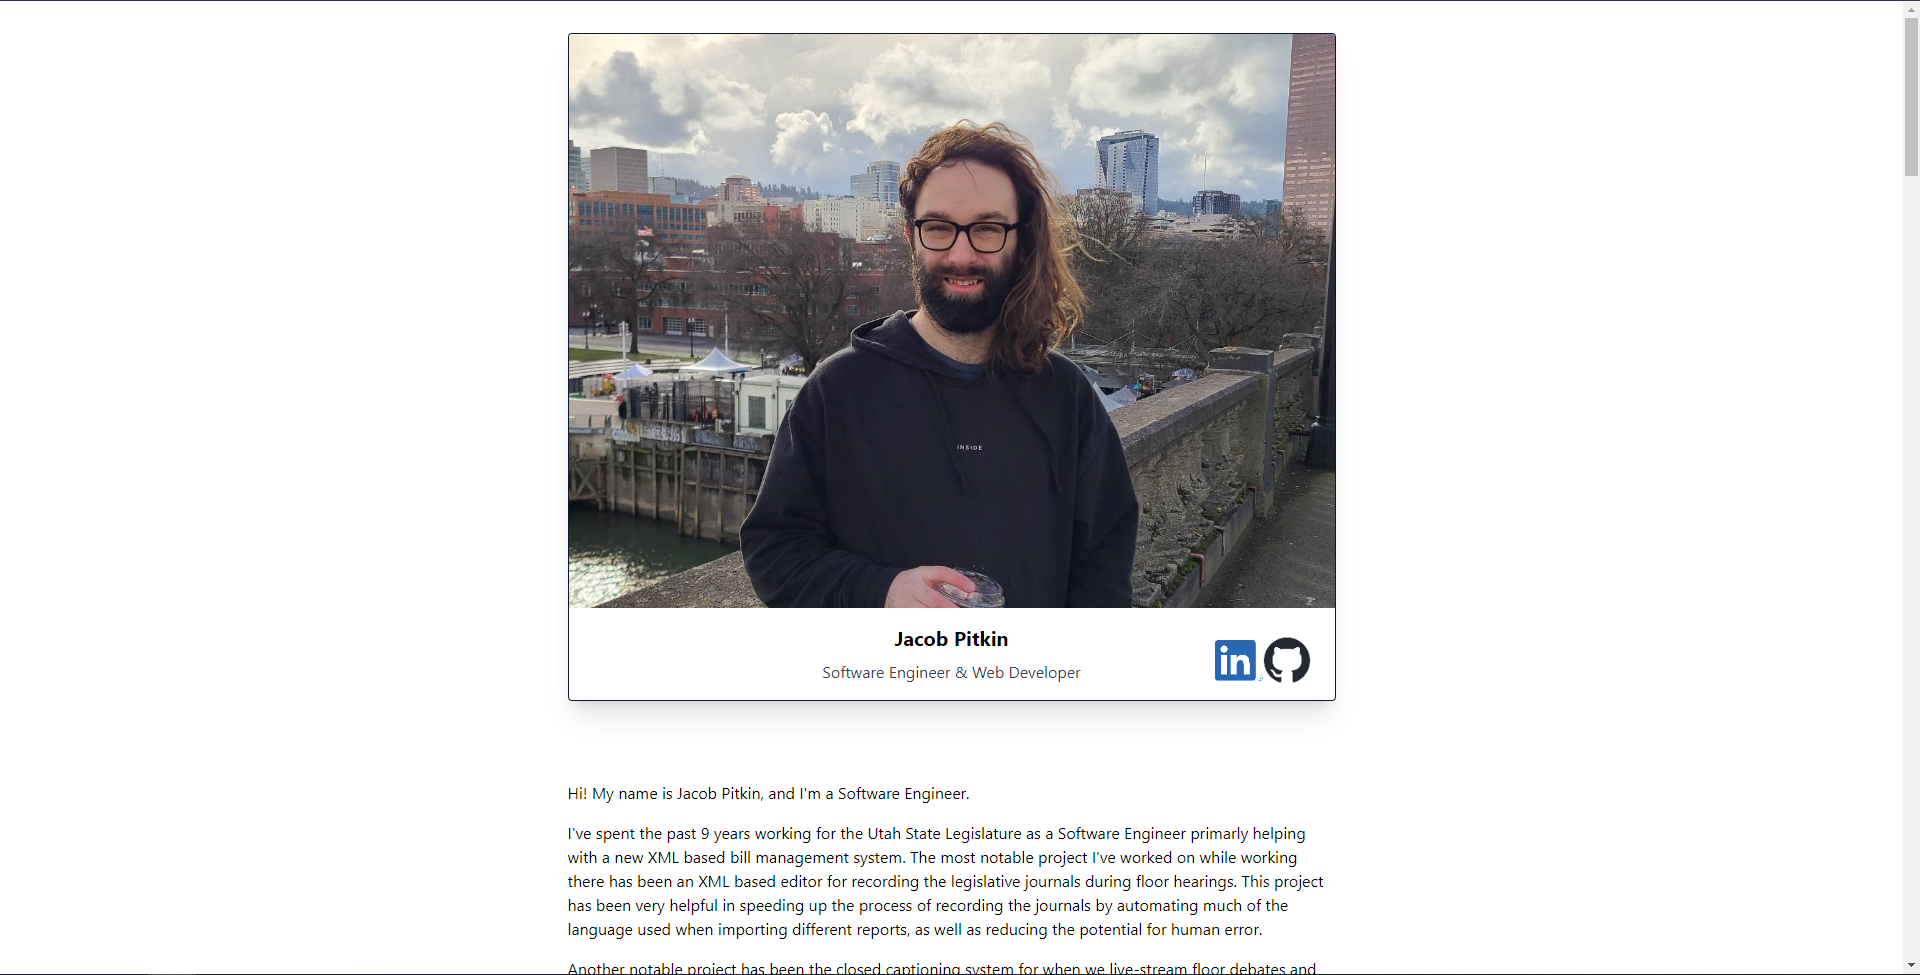 INSIDE
Jacob Pitkin
Software Engineer & Web Developer
in
Hi! My name is Jacob Pitkin, and I'm a Software Engineer.
I've spent the past 9 years working for the Utah State Legislature as a Software Engineer primarly helping
with a new XML based bill management system. The most notable project I've worked on while working
there has been an XML based editor for recording the legislative journals during floor hearings. This project
has been very helpful in speeding up the process of recording the journals by automating much of the
language used when importing different reports, as well as reducing the potential for human error.
Another notable project has been the closed captioning system for when we live-stream floor debates and